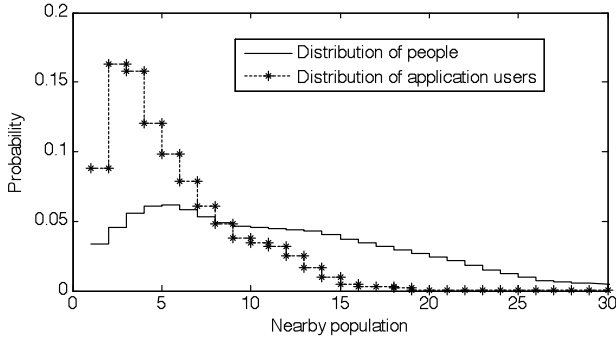 0.2
0.15
0.1
0.05
0
Probability
Distribution of people
Distribution of application users
0 5 10 15 20 25 30
Nearby population